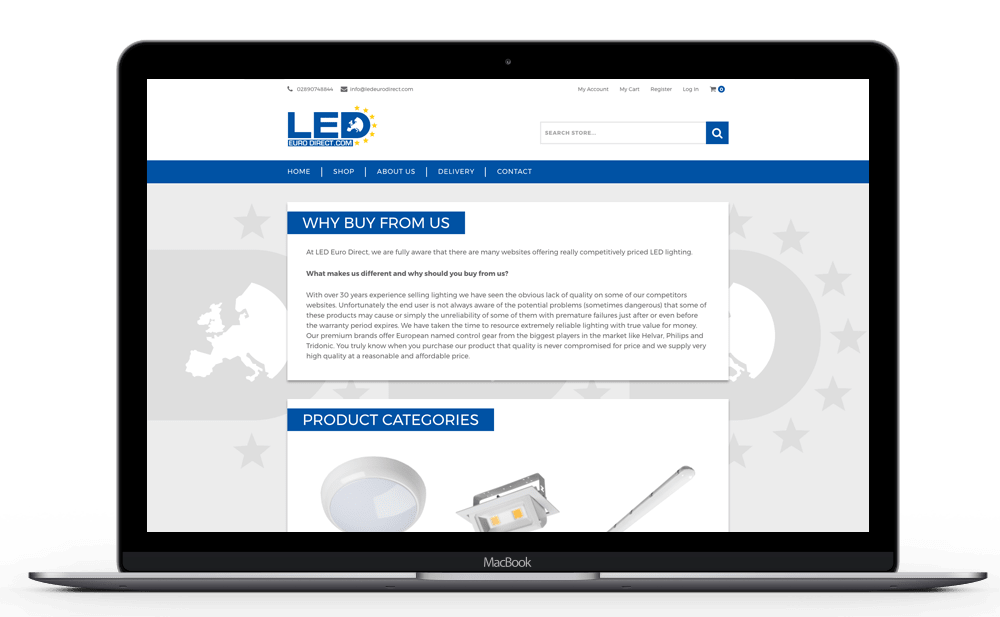 02890748844 info@ledeurodirect.com My Account My Cart Register Log In 0
LED
EURO DIRECT.COM
SEARCH STORE...
HOME SHOP ABOUT US DELIVERY CONTACT
WHY BUY FROM US
At LED Euro Direct, we are fully aware that there are many websites offering really competitively priced LED lighting.
What makes us different and why should you buy from us?
With over 30 years experience selling lighting we have seen the obvious lack of quality on some of our competitors
websites. Unfortunately the end user is not always aware of the potential problems (sometimes dangerous) that some of
these products may cause or simply the unreliability of some of them with premature failures just after or even before
the warranty period expires. We have taken the time to resource extremely reliable lighting with true value for money.
Our premium brands offer European named control gear from the biggest players in the market like Helvar, Philips and
Tridonic. You truly know when you purchase our product that quality is never compromised for price and we supply very
high quality at a reasonable and affordable price.
PRODUCT CATEGORIES
MacBook